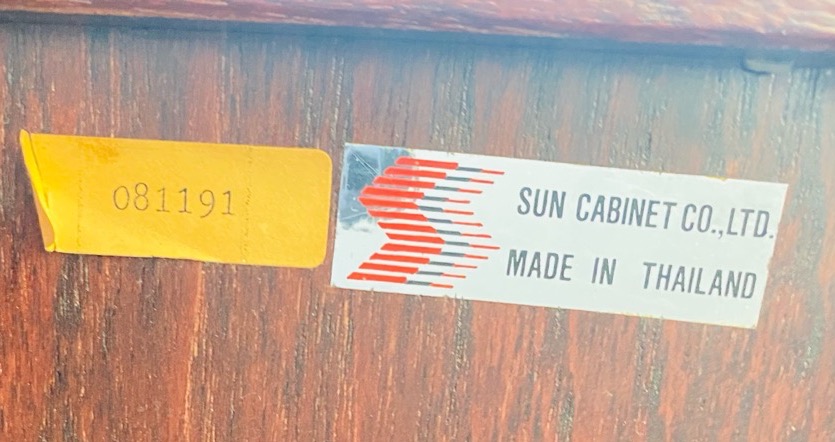 081191
SUN CABINET CO.,LTD.
MADE IN THAILAND